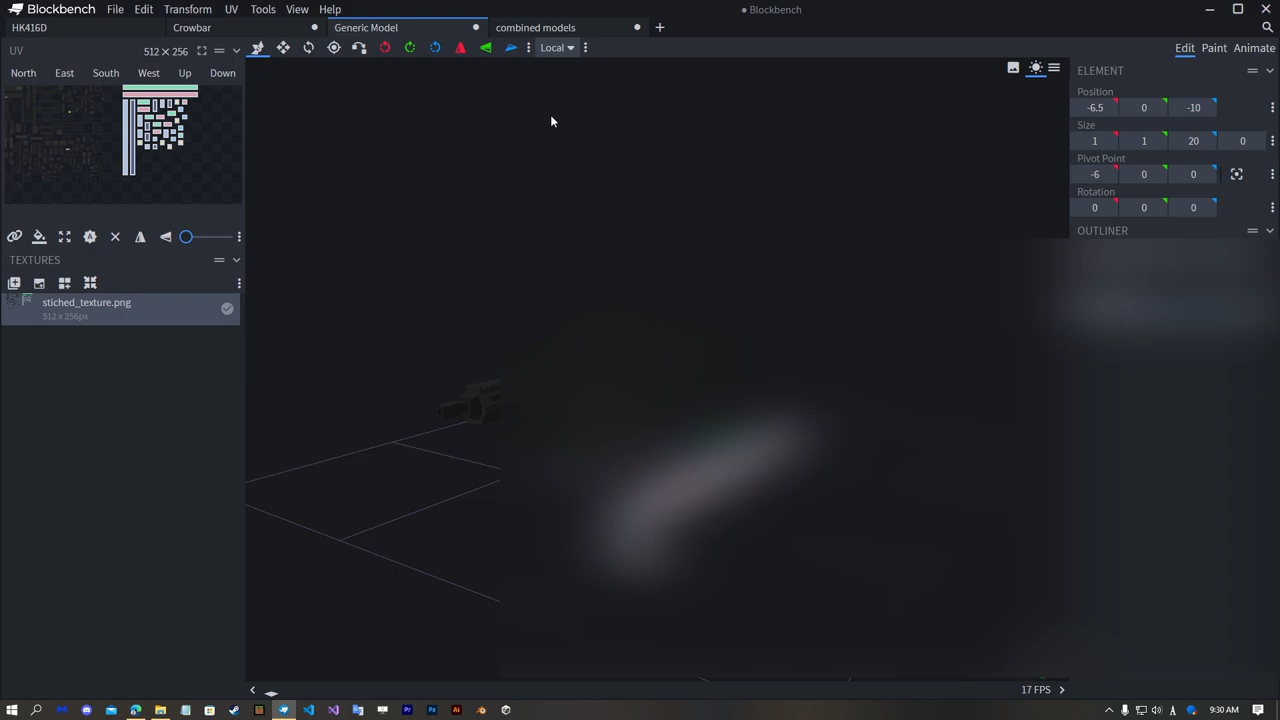 Blockbench
File Edit Transform UV Tools View Help
Blockbench
HK416D
Crowbar
Generic Model
combined models
UV
512 × 256
Local
Edit Paint Animate
North East South West Up Down
ELEMENT
Position
-6.5 0 -10
Size
1 1 20 0
Pivot Point
-6 0 0
Rotation
0 0 0
OUTLINER
TEXTURES
stiched_texture.png
512 x 256px
17 FPS
9:30 AM